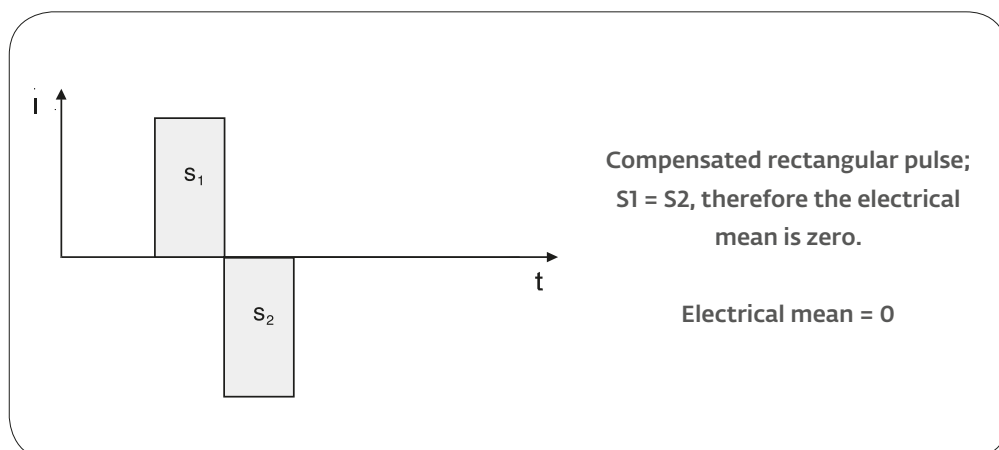 i
S₁
t
S₂
Compensated rectangular pulse;
S1 = S2, therefore the electrical
mean is zero.
Electrical mean = 0